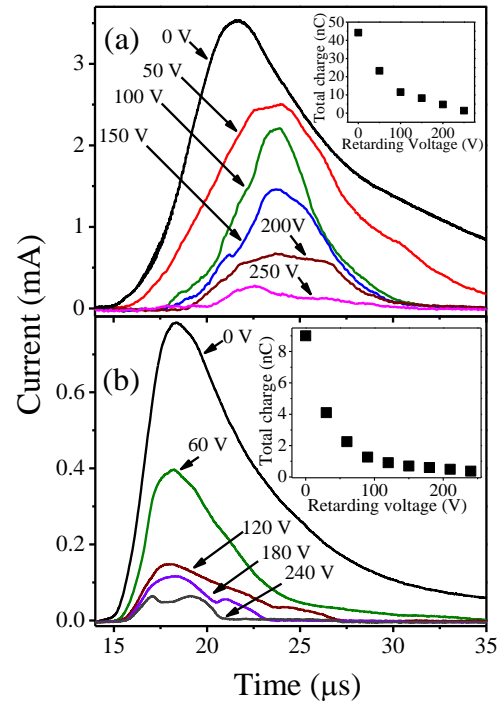 (a)
0 V
50 V
100 V
150 V
200V
250 V
3
2
1
0
Total charge (nC)
50
40
30
20
10
0
0
100
200
Retarding Voltage (V)
Current (mA)
(b)
0 V
60 V
120 V
180 V
240 V
0.6
0.4
0.2
0.0
Total charge (nC)
8
4
0
0
100
200
Retarding voltage (V)
15
20
25
30
35
Time (μs)